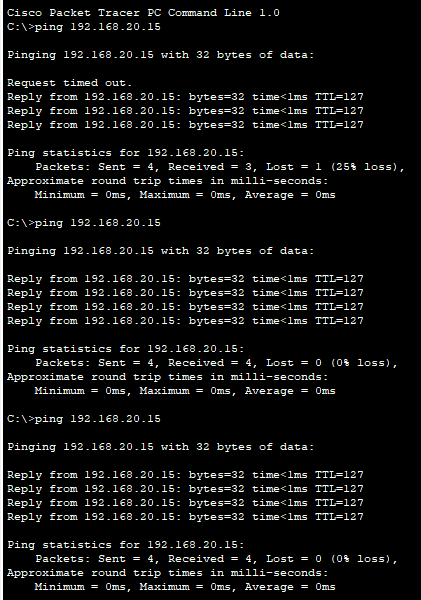 Cisco Packet Tracer PC Command Line 1.0
C:\>ping 192.168.20.15
Pinging 192.168.20.15 with 32 bytes of data:
Request timed out.
Reply from 192.168.20.15: bytes=32 time<1ms TTL=127
Reply from 192.168.20.15: bytes=32 time<1ms TTL=127
Reply from 192.168.20.15: bytes=32 time<1ms TTL=127
Ping statistics for 192.168.20.15:
Packets: Sent = 4, Received = 3, Lost = 1 (25% loss),
Approximate round trip times in milli-seconds:
Minimum = 0ms, Maximum = 0ms, Average = 0ms
C:\>ping 192.168.20.15
Pinging 192.168.20.15 with 32 bytes of data:
Reply from 192.168.20.15: bytes=32 time<1ms TTL=127
Reply from 192.168.20.15: bytes=32 time<1ms TTL=127
Reply from 192.168.20.15: bytes=32 time<1ms TTL=127
Reply from 192.168.20.15: bytes=32 time<1ms TTL=127
Ping statistics for 192.168.20.15:
Packets: Sent = 4, Received = 4, Lost = 0 (0% loss),
Approximate round trip times in milli-seconds:
Minimum = 0ms, Maximum = 0ms, Average = 0ms
C:\>ping 192.168.20.15
Pinging 192.168.20.15 with 32 bytes of data:
Reply from 192.168.20.15: bytes=32 time<1ms TTL=127
Reply from 192.168.20.15: bytes=32 time<1ms TTL=127
Reply from 192.168.20.15: bytes=32 time<1ms TTL=127
Reply from 192.168.20.15: bytes=32 time<1ms TTL=127
Ping statistics for 192.168.20.15:
Packets: Sent = 4, Received = 4, Lost = 0 (0% loss),
Approximate round trip times in milli-seconds:
Minimum = 0ms, Maximum = 0ms, Average = 0ms